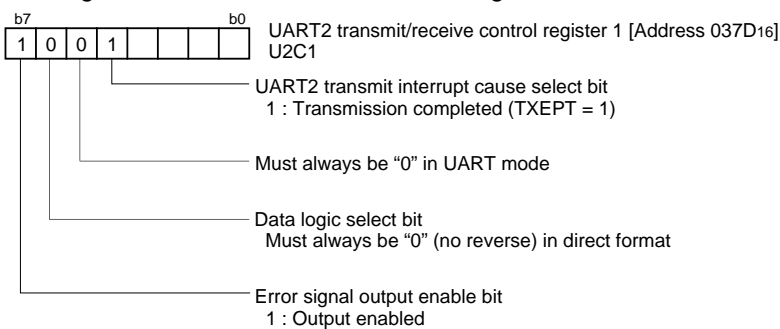 b7 b0
UART2 transmit/receive control register 1 [Address 037D16]
1 0 0 1
U2C1
UART2 transmit interrupt cause select bit
1 : Transmission completed (TXEPT = 1)
Must always be “0” in UART mode
Data logic select bit
Must always be “0” (no reverse) in direct format
Error signal output enable bit
1 : Output enabled